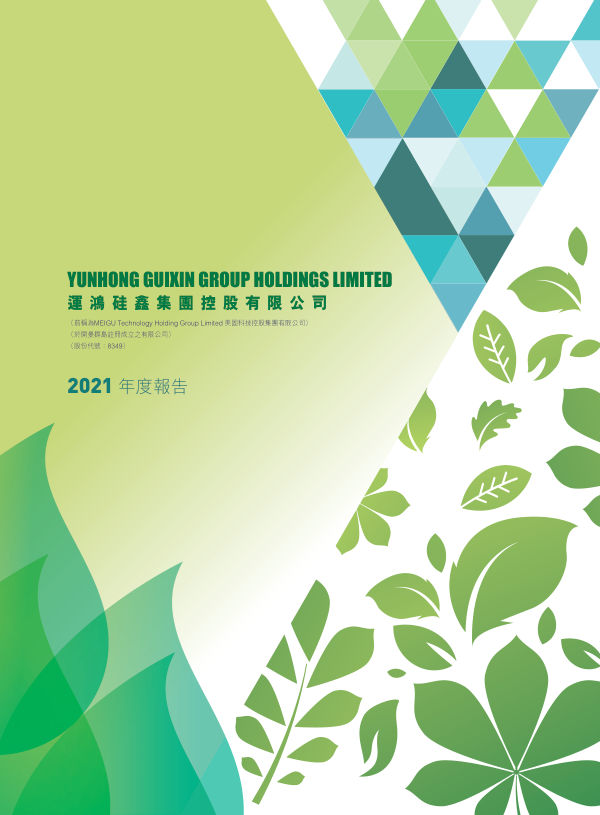 YUNHONG GUIXIN GROUP HOLDINGS LIMITED
運鴻硅鑫集團控股有限公司
(前稱為MEIGU Technology Holding Group Limited 美固科技控股集團有限公司)
(於開曼群島註冊成立之有限公司)
(股份代號：8349)
2021 年度報告